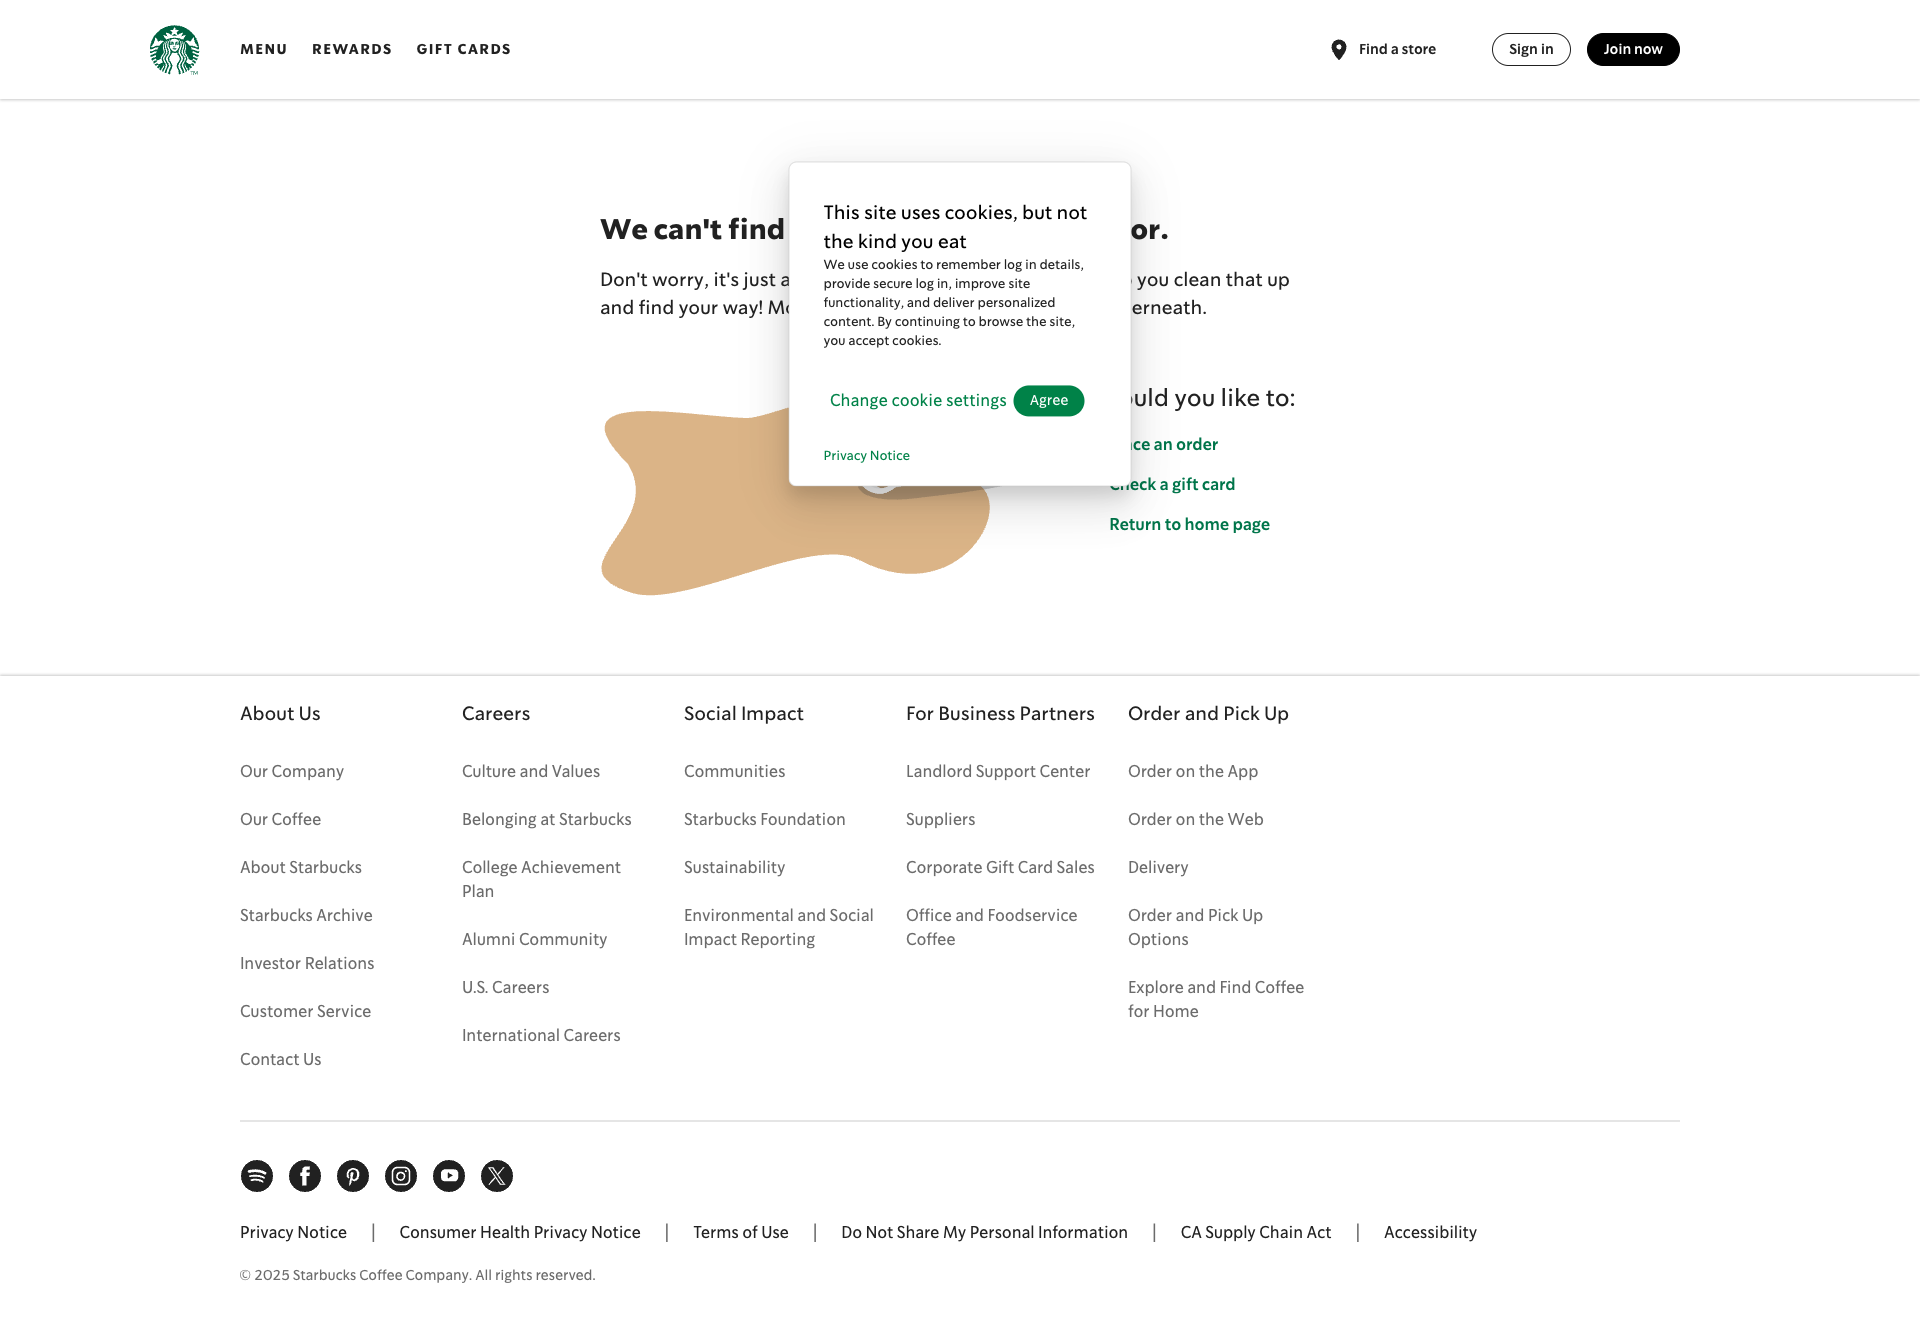 MENU
REWARDS
GIFT CARDS
Find a store
Sign in
Join now
We can't find
or.
Don't worry, it's just
you clean that up
and find your way!
erneath.
This site uses cookies, but not
the kind you eat
We use cookies to remember log in details,
provide secure log in, improve site
functionality, and deliver personalized
content. By continuing to browse the site,
you accept cookies.
Change cookie settings
Agree
Privacy Notice
ould you like to:
ce an order
Check a gift card
Return to home page
About Us
Our Company
Our Coffee
About Starbucks
Starbucks Archive
Investor Relations
Customer Service
Contact Us
Careers
Culture and Values
Belonging at Starbucks
College Achievement
Plan
Alumni Community
U.S. Careers
International Careers
Social Impact
Communities
Starbucks Foundation
Sustainability
Environmental and Social
Impact Reporting
For Business Partners
Landlord Support Center
Suppliers
Corporate Gift Card Sales
Office and Foodservice
Coffee
Order and Pick Up
Order on the App
Order on the Web
Delivery
Order and Pick Up
Options
Explore and Find Coffee
for Home
Privacy Notice | Consumer Health Privacy Notice | Terms of Use | Do Not Share My Personal Information | CA Supply Chain Act | Accessibility
© 2025 Starbucks Coffee Company. All rights reserved.